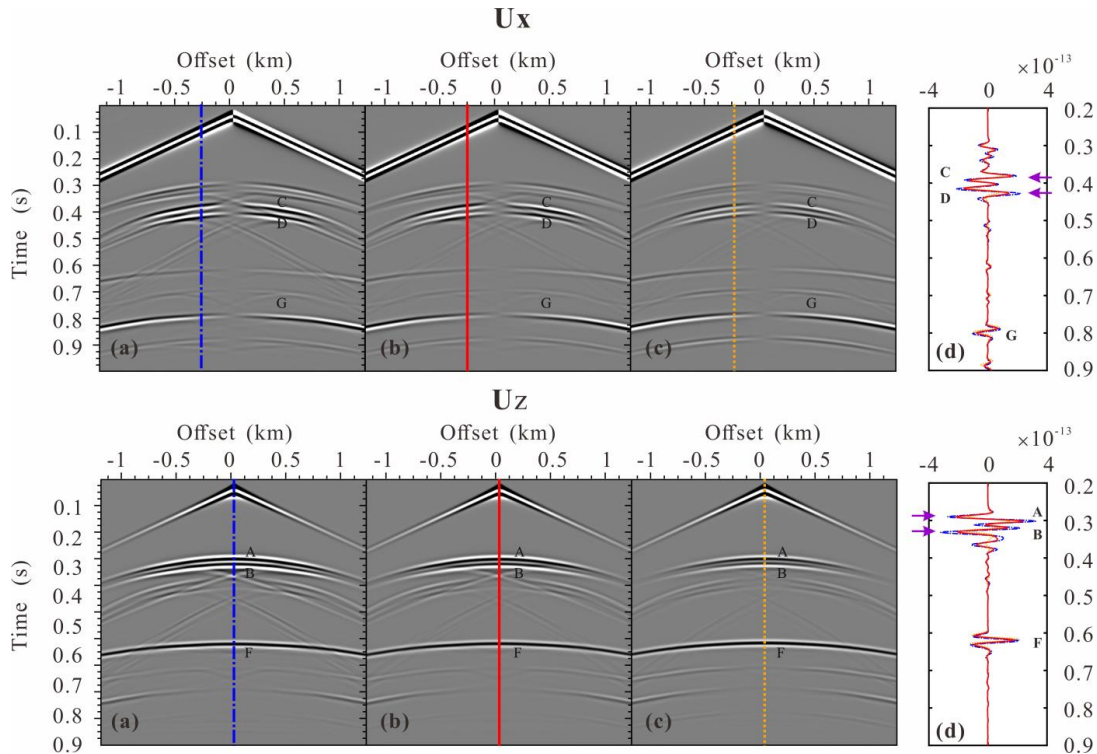 Ux
Offset (km) Offset (km) Offset (km) ×10⁻¹³
-1 -0.5 0 0.5 1 -1 -0.5 0 0.5 1 -1 -0.5 0 0.5 1 -4 0 4
Time (s)
0.1
0.2
0.3
0.4
0.5
0.6
0.7
0.8
0.9
C
D
G
(a)
C
D
G
(b)
C
D
G
(c)
0.2
0.3
0.4
0.5
0.6
0.7
0.8
0.9
C
D
G
(d)
Uz
Offset (km) Offset (km) Offset (km) ×10⁻¹³
-1 -0.5 0 0.5 1 -1 -0.5 0 0.5 1 -1 -0.5 0 0.5 1 -4 0 4
Time (s)
0.1
0.2
0.3
0.4
0.5
0.6
0.7
0.8
0.9
A
B
F
(a)
A
B
F
(b)
A
B
F
(c)
0.2
0.3
0.4
0.5
0.6
0.7
0.8
0.9
A
B
F
(d)